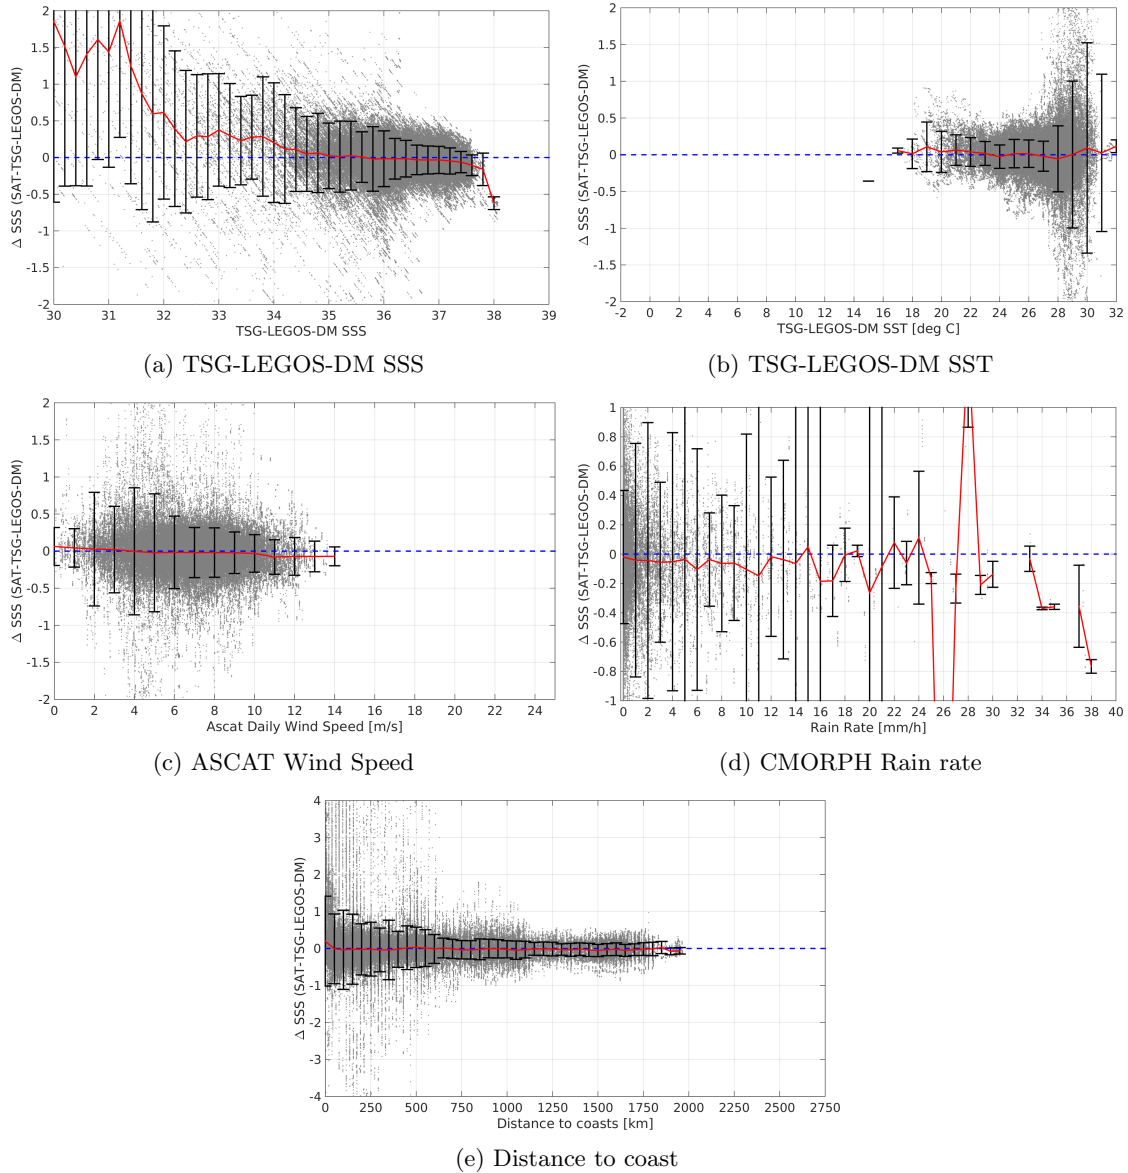 2
1.5
1
0.5
0
-0.5
-1
-1.5
-2
Δ SSS (SAT-TSG-LEGOS-DM)
30 31 32 33 34 35 36 37 38 39
TSG-LEGOS-DM SSS
(a) TSG-LEGOS-DM SSS
2
1.5
1
0.5
0
-0.5
-1
-1.5
-2
Δ SSS (SAT-TSG-LEGOS-DM)
-2 0 2 4 6 8 10 12 14 16 18 20 22 24 26 28 30 32
TSG-LEGOS-DM SST [deg C]
(b) TSG-LEGOS-DM SST
2
1.5
1
0.5
0
-0.5
-1
-1.5
-2
Δ SSS (SAT-TSG-LEGOS-DM)
0 2 4 6 8 10 12 14 16 18 20 22 24
Ascat Daily Wind Speed [m/s]
(c) ASCAT Wind Speed
1
0.8
0.6
0.4
0.2
0
-0.2
-0.4
-0.6
-0.8
-1
Δ SSS (SAT-TSG-LEGOS-DM)
0 2 4 6 8 10 12 14 16 18 20 22 24 26 28 30 32 34 36 38 40
Rain Rate [mm/h]
(d) CMORPH Rain rate
4
3
2
1
0
-1
-2
-3
-4
Δ SSS (SAT-TSG-LEGOS-DM)
0 250 500 750 1000 1250 1500 1750 2000 2250 2500 2750
Distance to coasts [km]
(e) Distance to coast